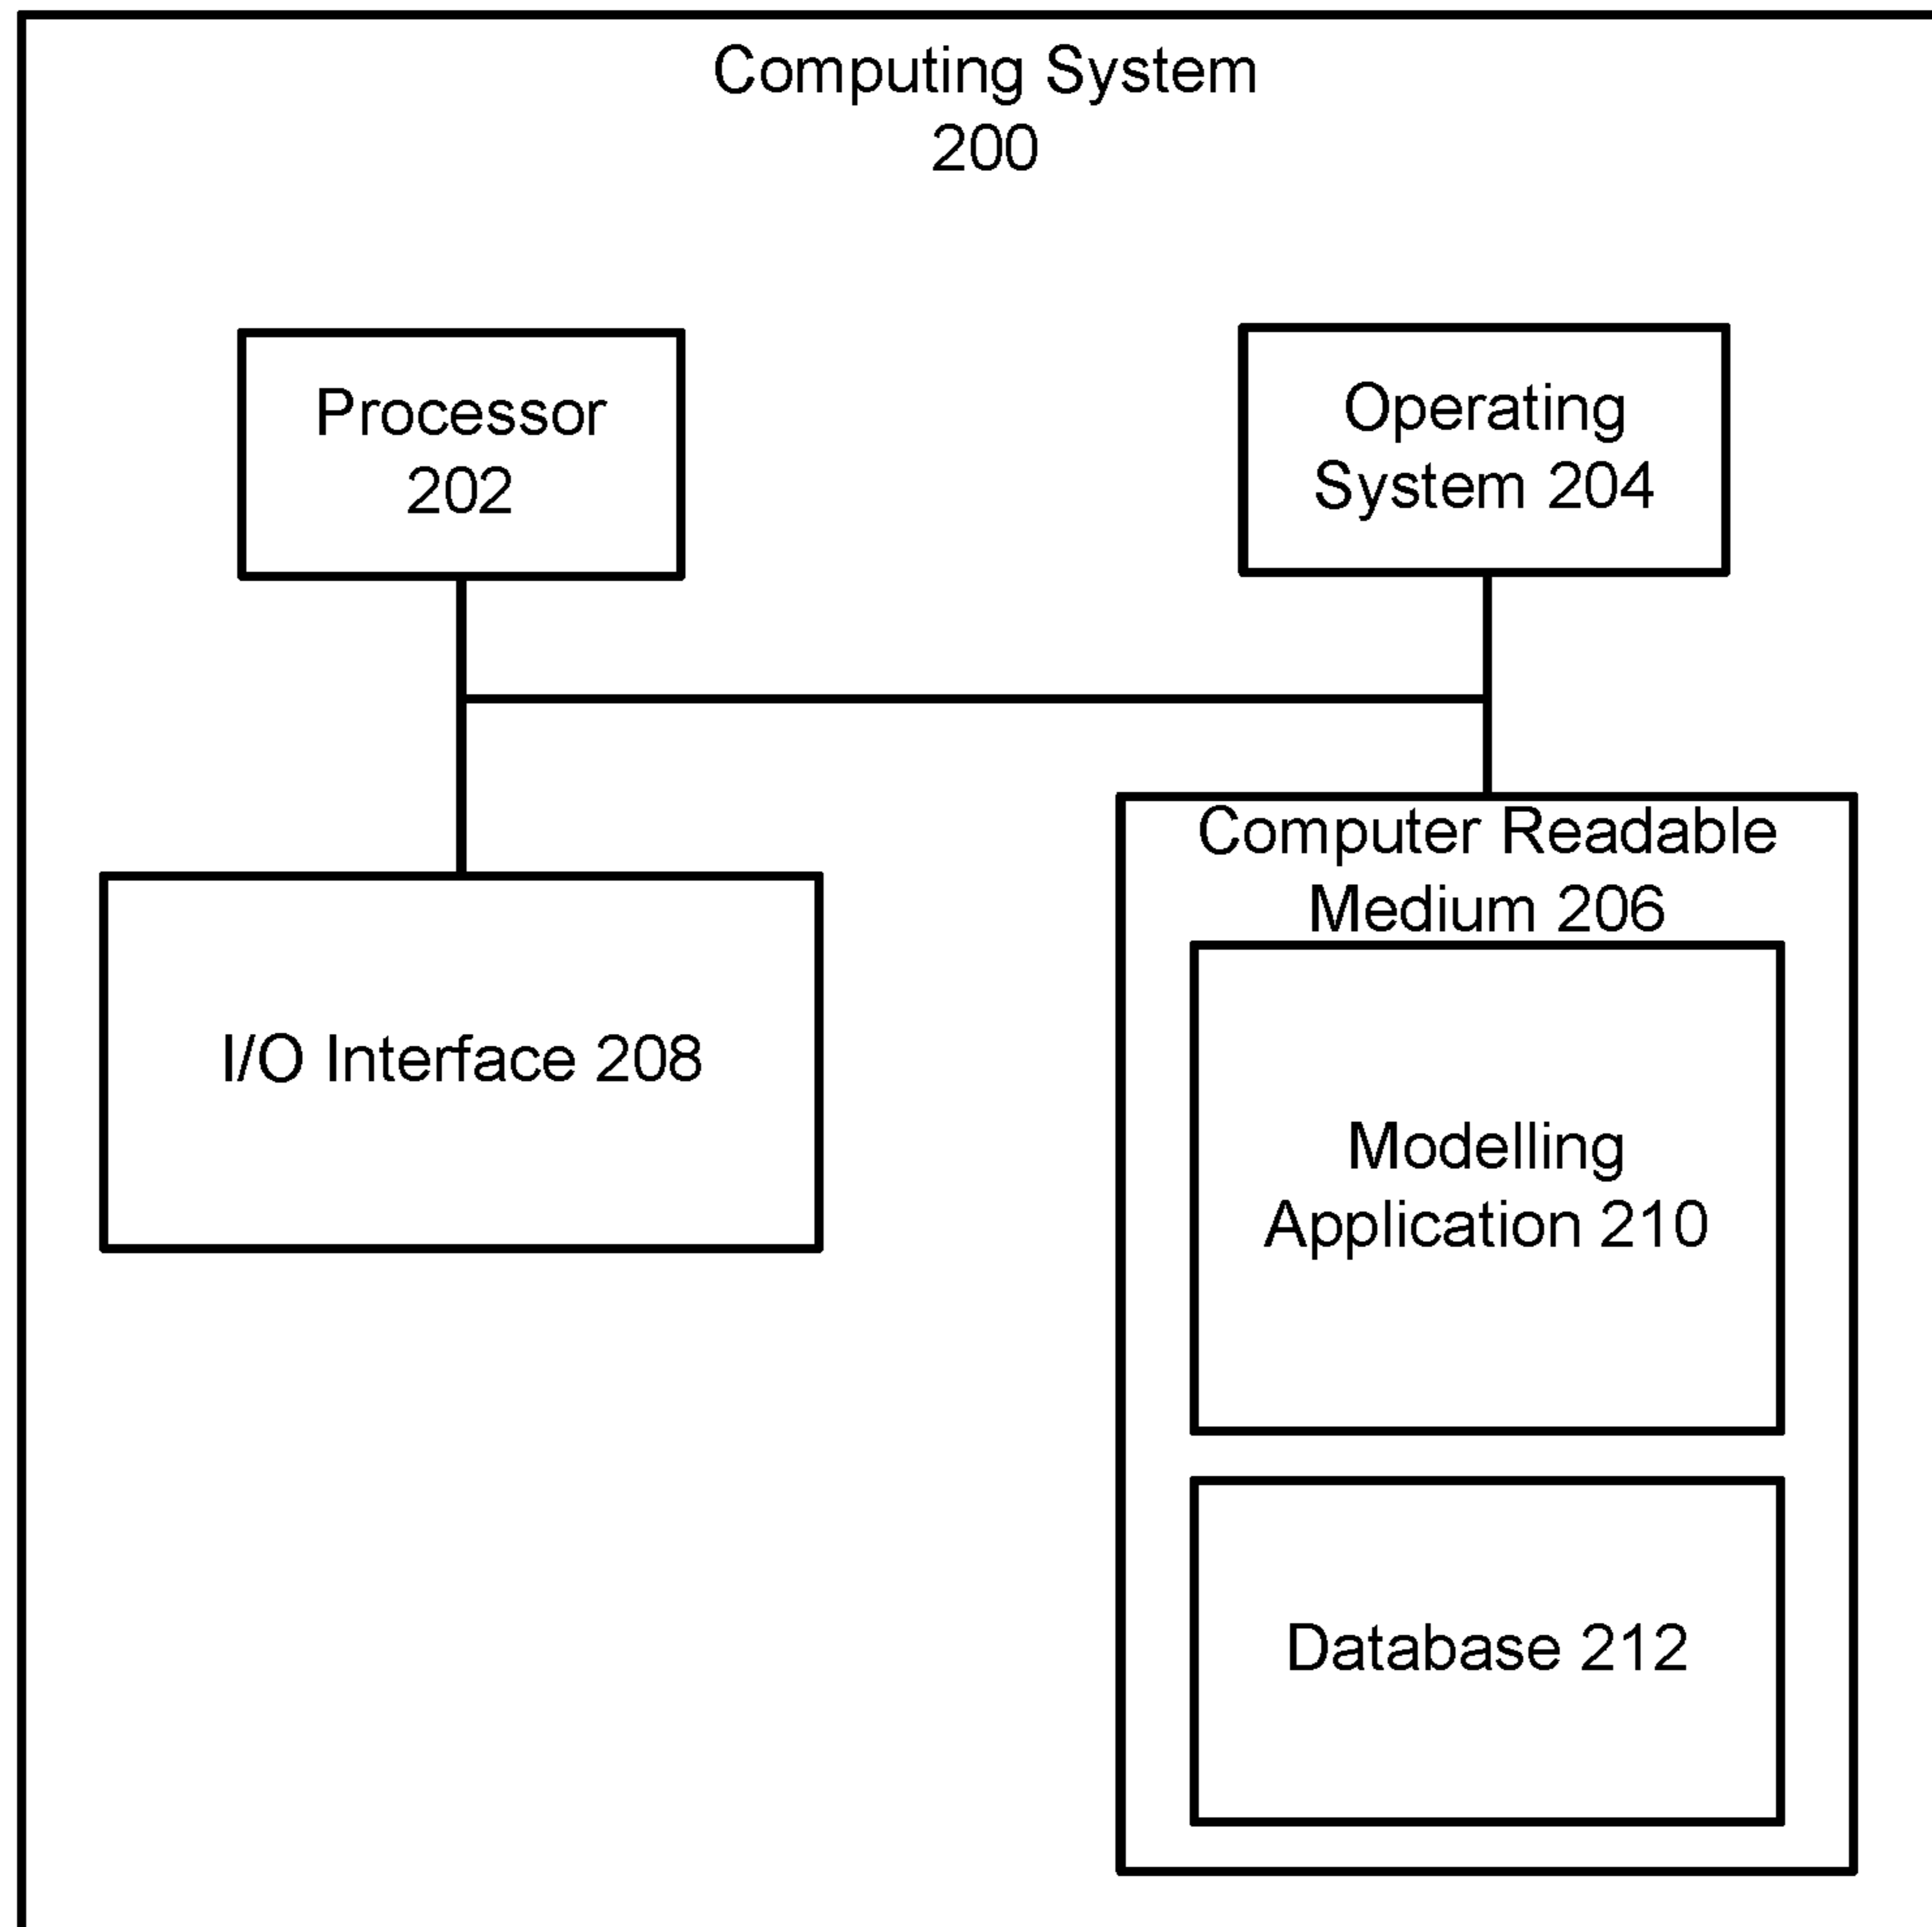 Computing System
200
Processor
202
Operating
System 204
I/O Interface 208
Computer Readable
Medium 206
Modelling
Application 210
Database 212